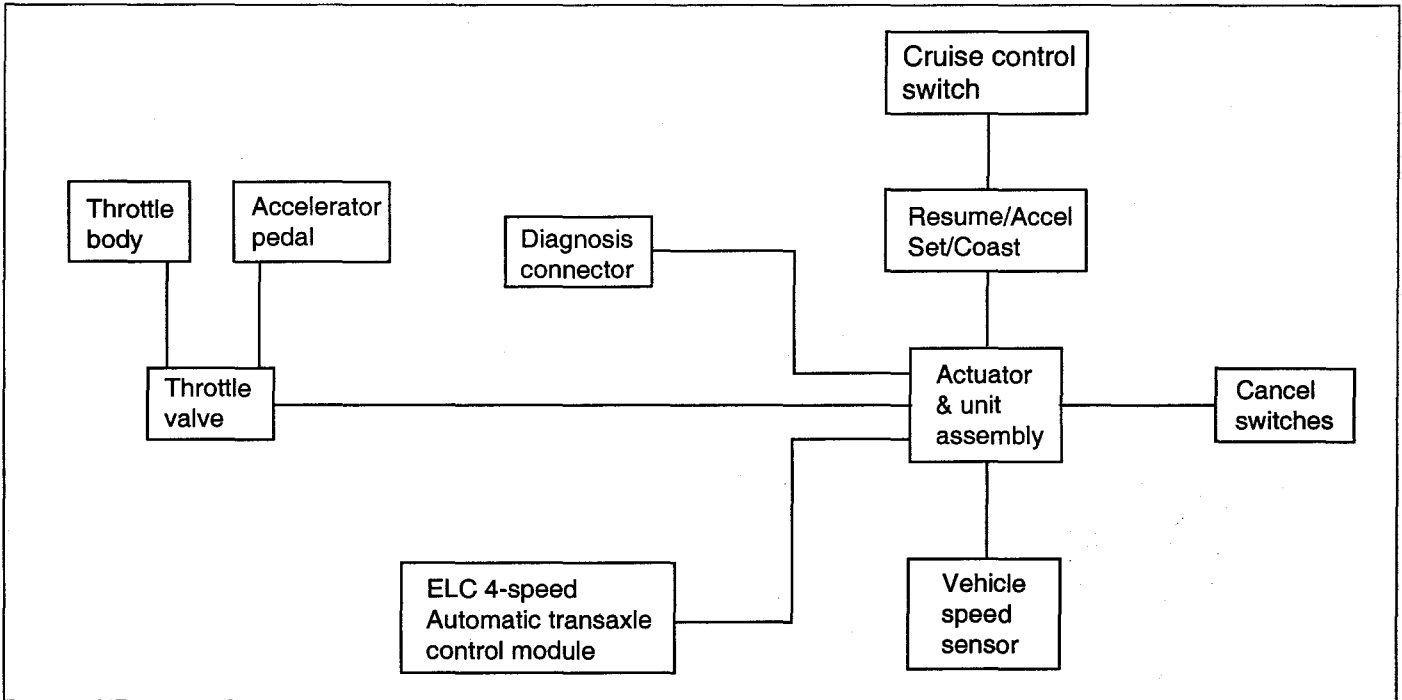 Cruise control
switch
Throttle
body
Accelerator
pedal
Resume/Accel
Set/Coast
Diagnosis
connector
Throttle
valve
Actuator
& unit
assembly
Cancel
switches
ELC 4-speed
Automatic transaxle
control module
Vehicle
speed
sensor